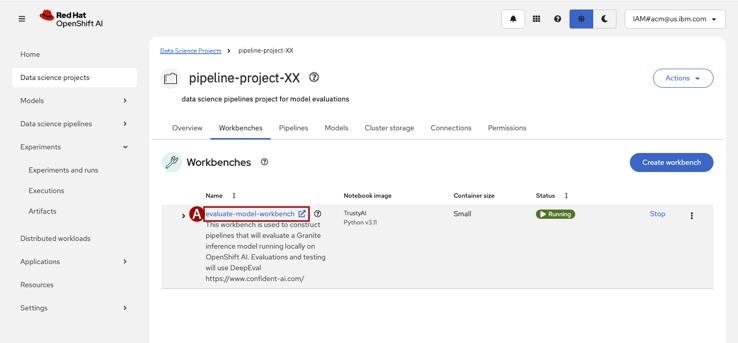 Red Hat
OpenShift AI
IAM#acm@us.ibm.com
Home
Data science projects
Models
Data science pipelines
Experiments
Experiments and runs
Executions
Artifacts
Distributed workloads
Applications
Resources
Settings
Data Science Projects > pipeline-project-XX
pipeline-project-XX
Actions
data science pipelines project for model evaluations
Overview Workbenches Pipelines Models Cluster storage Connections Permissions
Workbenches
Create workbench
Name Notebook image Container size Status
A evaluate-model-workbench TrustyAI Small Running Stop
Python v3.11
This workbench is used to construct
pipelines that will evaluate a Granite
inference model running locally on
OpenShift AI. Evaluations and testing
will use DeepEval
https://www.confident-ai.com/